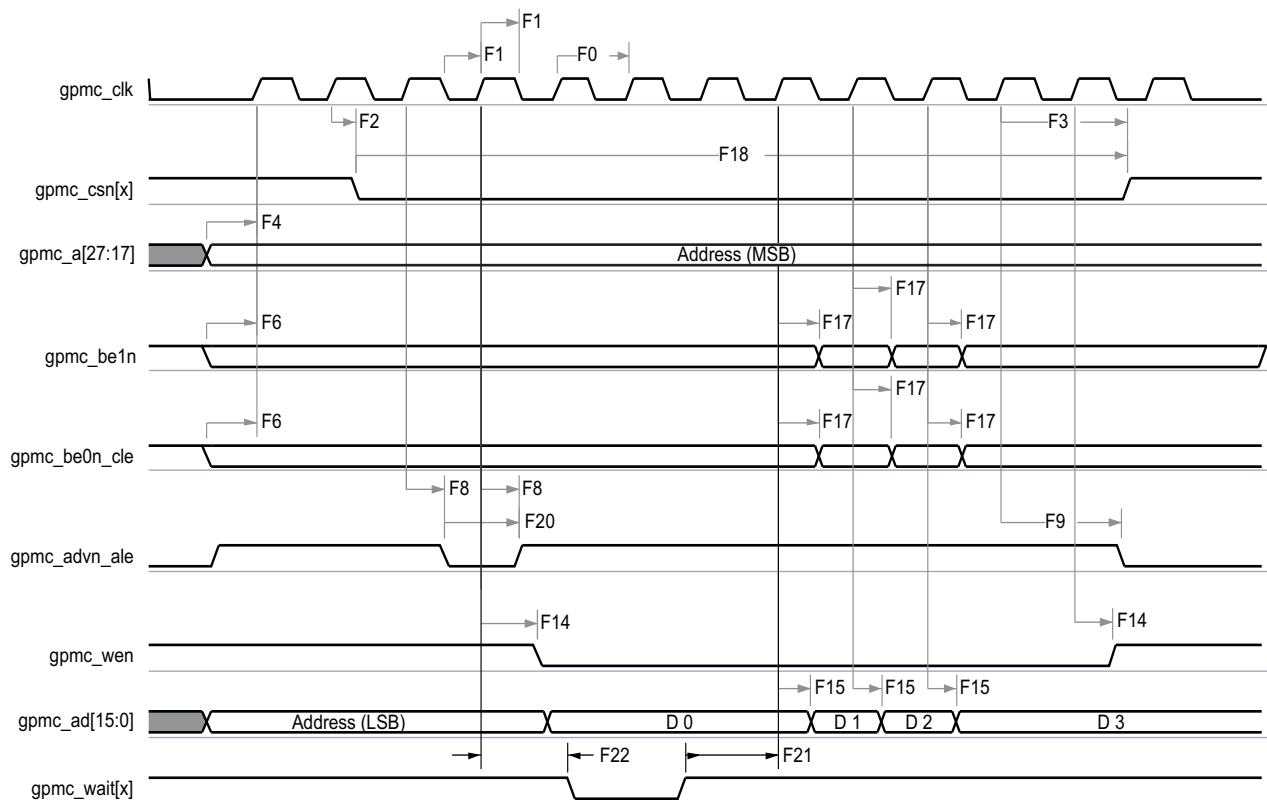 F1
F1 F0
gpmc_clk
F2 F3
F18
gpmc_csn[x]
F4
gpmc_a[27:17] Address (MSB)
F17
F6 F17 F17
gpmc_be1n
F17
F6 F17 F17
gpmc_be0n_cle
F8 F8
F20 F9
gpmc_advn_ale
F14 F14
gpmc_wen
F15 F15 F15
gpmc_ad[15:0] Address (LSB) D 0 D 1 D 2 D 3
F22 F21
gpmc_wait[x]